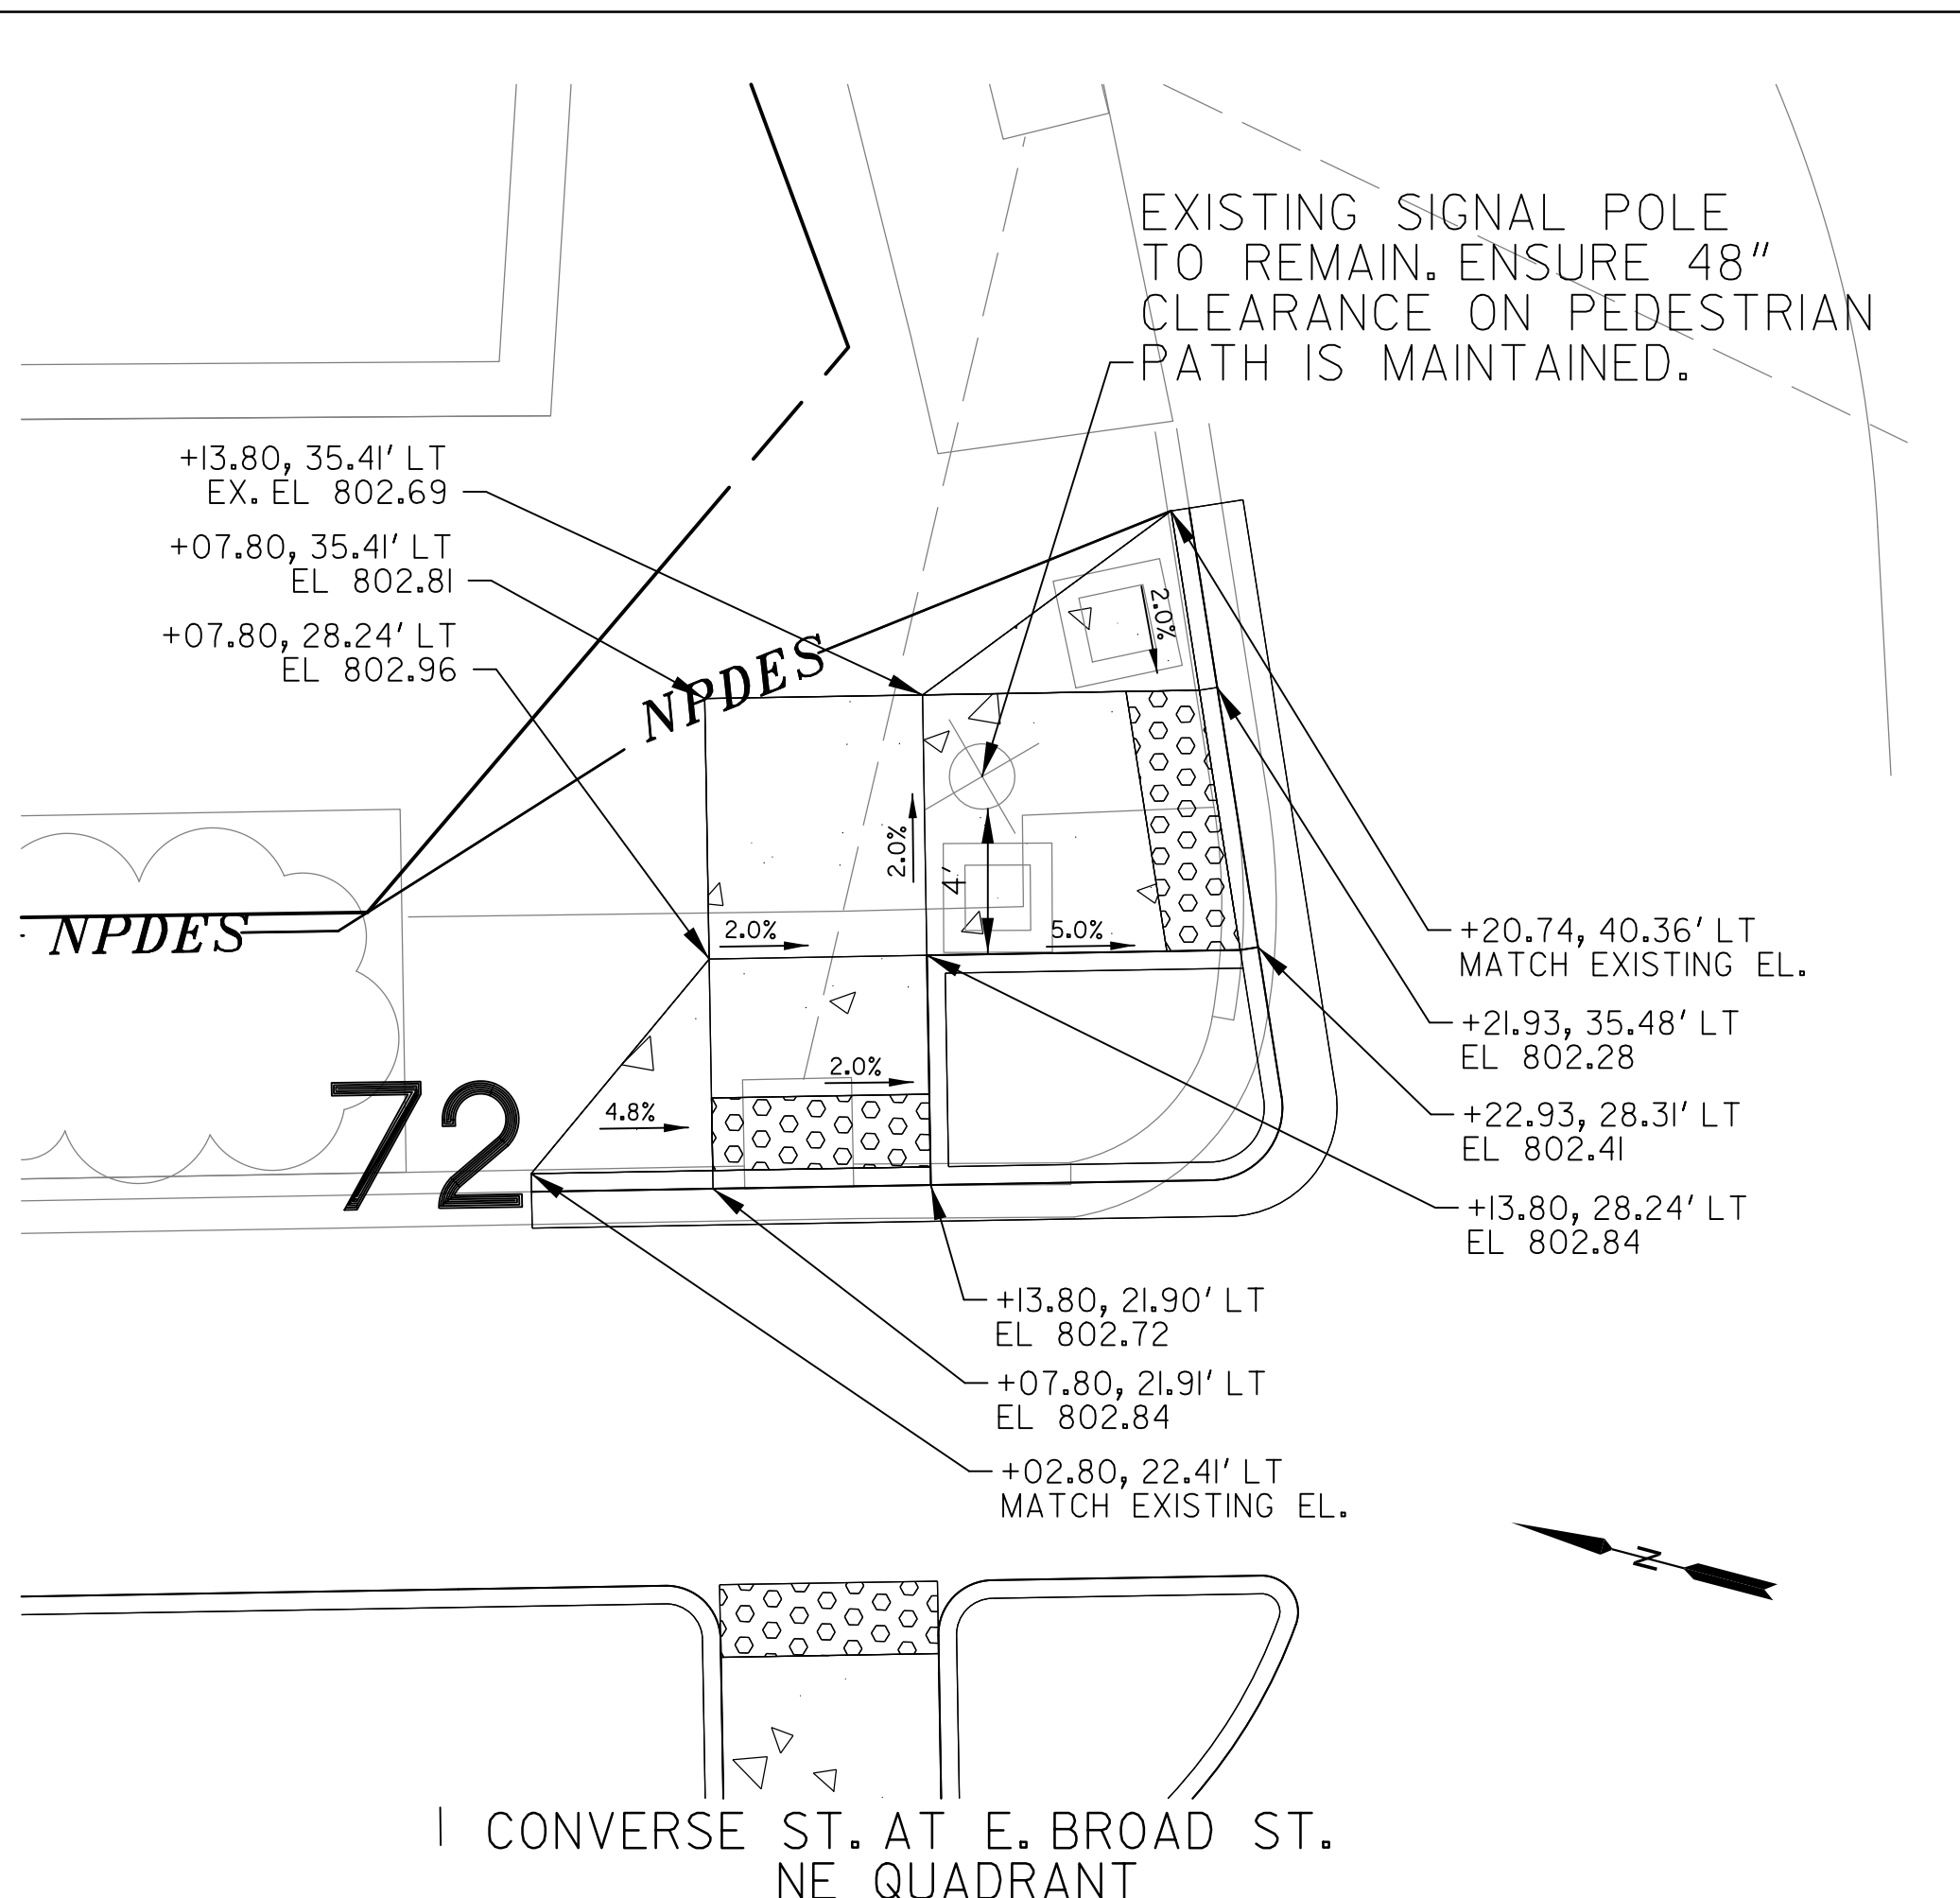 EXISTING SIGNAL POLE
TO REMAIN. ENSURE 48"
CLEARANCE ON PEDESTRIAN
PATH IS MAINTAINED.
+13.80, 35.41' LT
EX. EL 802.69
+07.80, 35.41' LT
EL 802.81
+07.80, 28.24' LT
EL 802.96
NPDES
2.0%
2.0%
4'
NPDES
2.0%
5.0%
+20.74, 40.36' LT
MATCH EXISTING EL.
+21.93, 35.48' LT
EL 802.28
2.0%
72
4.8%
+22.93, 28.31' LT
EL 802.41
+13.80, 28.24' LT
EL 802.84
+13.80, 21.90' LT
EL 802.72
+07.80, 21.91' LT
EL 802.84
+02.80, 22.41' LT
MATCH EXISTING EL.
N
1 CONVERSE ST. AT E. BROAD ST.
NE QUADRANT